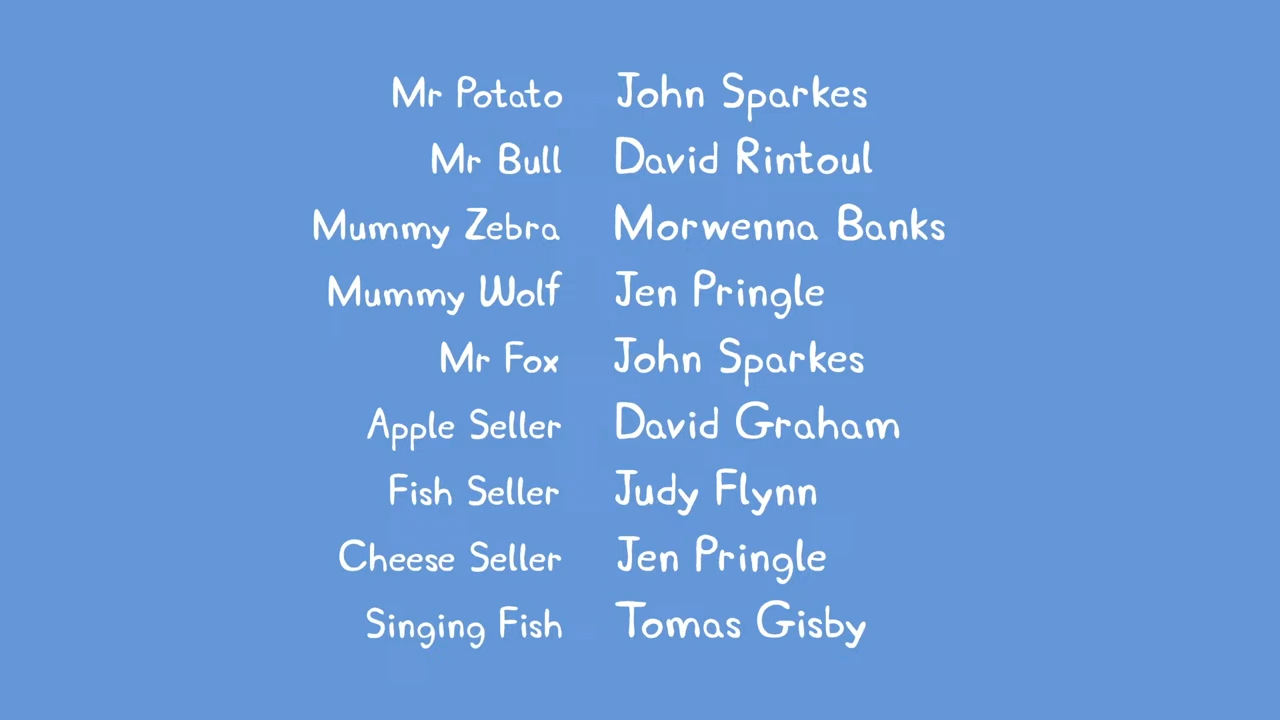 Mr Potato John Sparkes
Mr Bull David Rintoul
Mummy Zebra Morwenna Banks
Mummy Wolf Jen Pringle
Mr Fox John Sparkes
Apple Seller David Graham
Fish Seller Judy Flynn
Cheese Seller Jen Pringle
Singing Fish Tomas Gisby